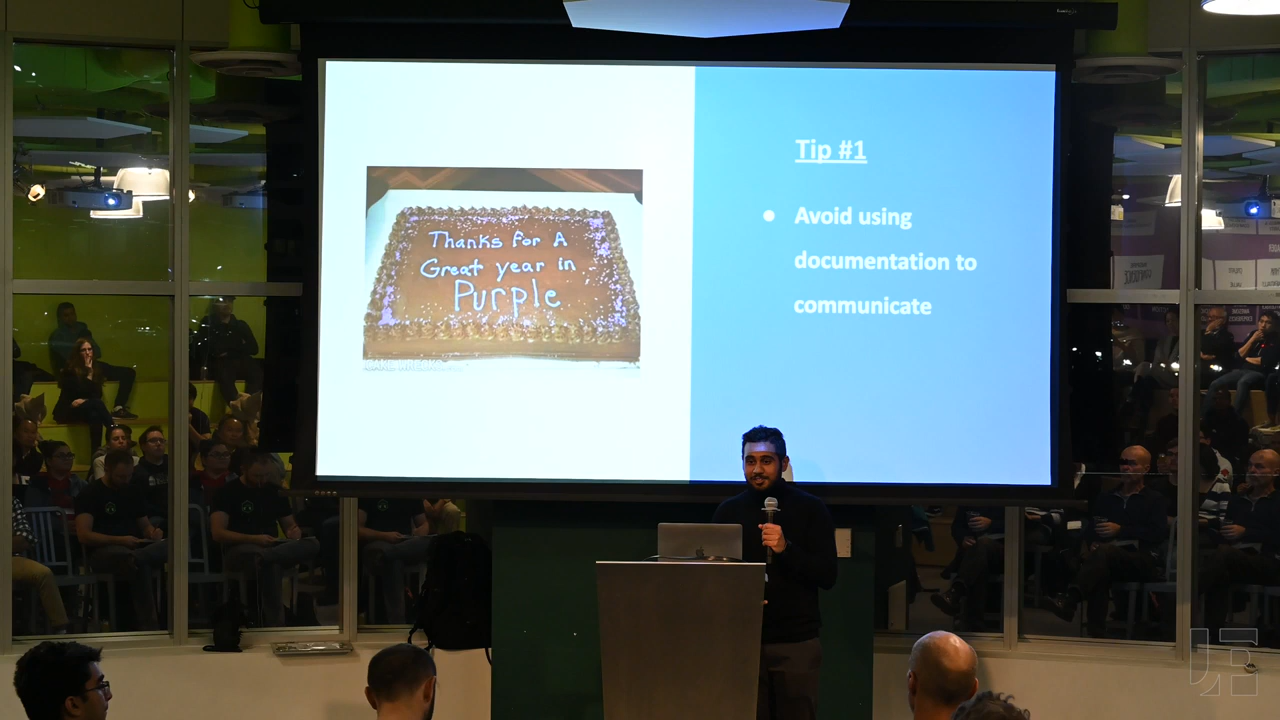 Thanks for A
Great year in
Purple
Tip #1
Avoid using
documentation to
communicate